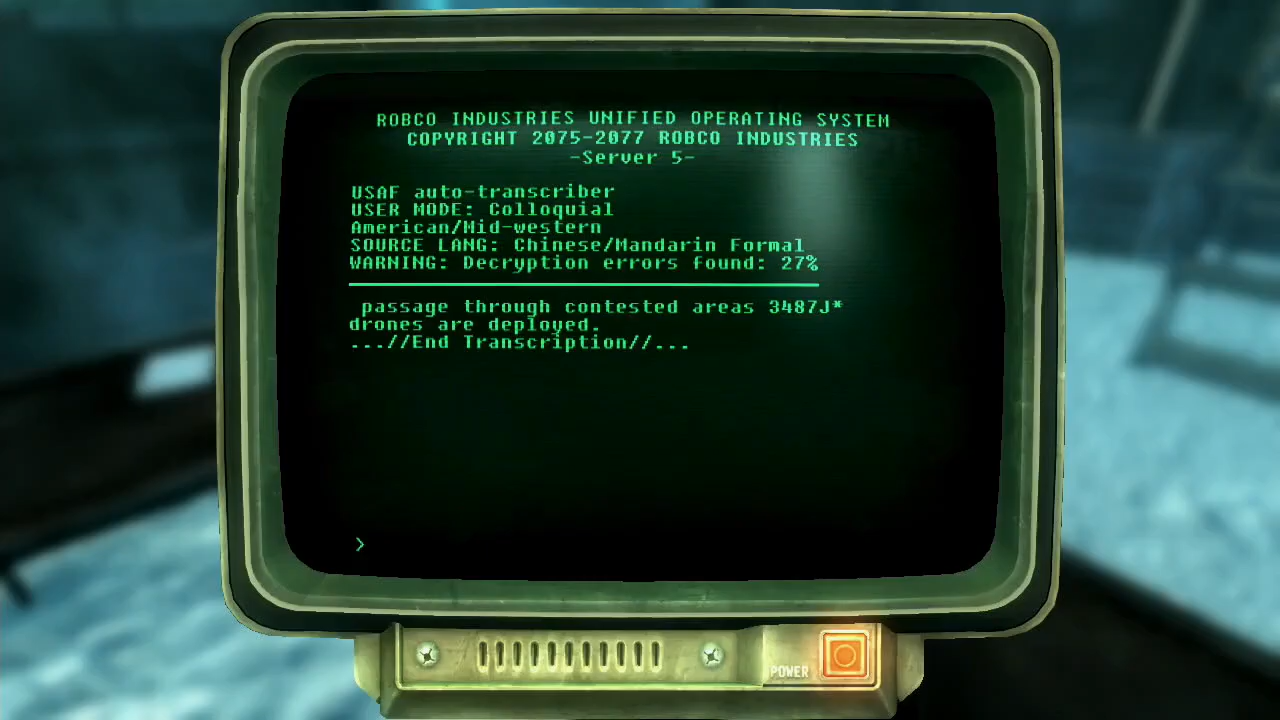 ROBCO INDUSTRIES UNIFIED OPERATING SYSTEM
COPYRIGHT 2075-2077 ROBCO INDUSTRIES
-Server 5-
USAF auto-transcriber
USER MODE: Colloquial
American/Mid-western
SOURCE LANG: Chinese/Mandarin Formal
WARNING: Decryption errors found: 27%
passage through contested areas 3487J*
drones are deployed.
...//End Transcription//...
>
POWER